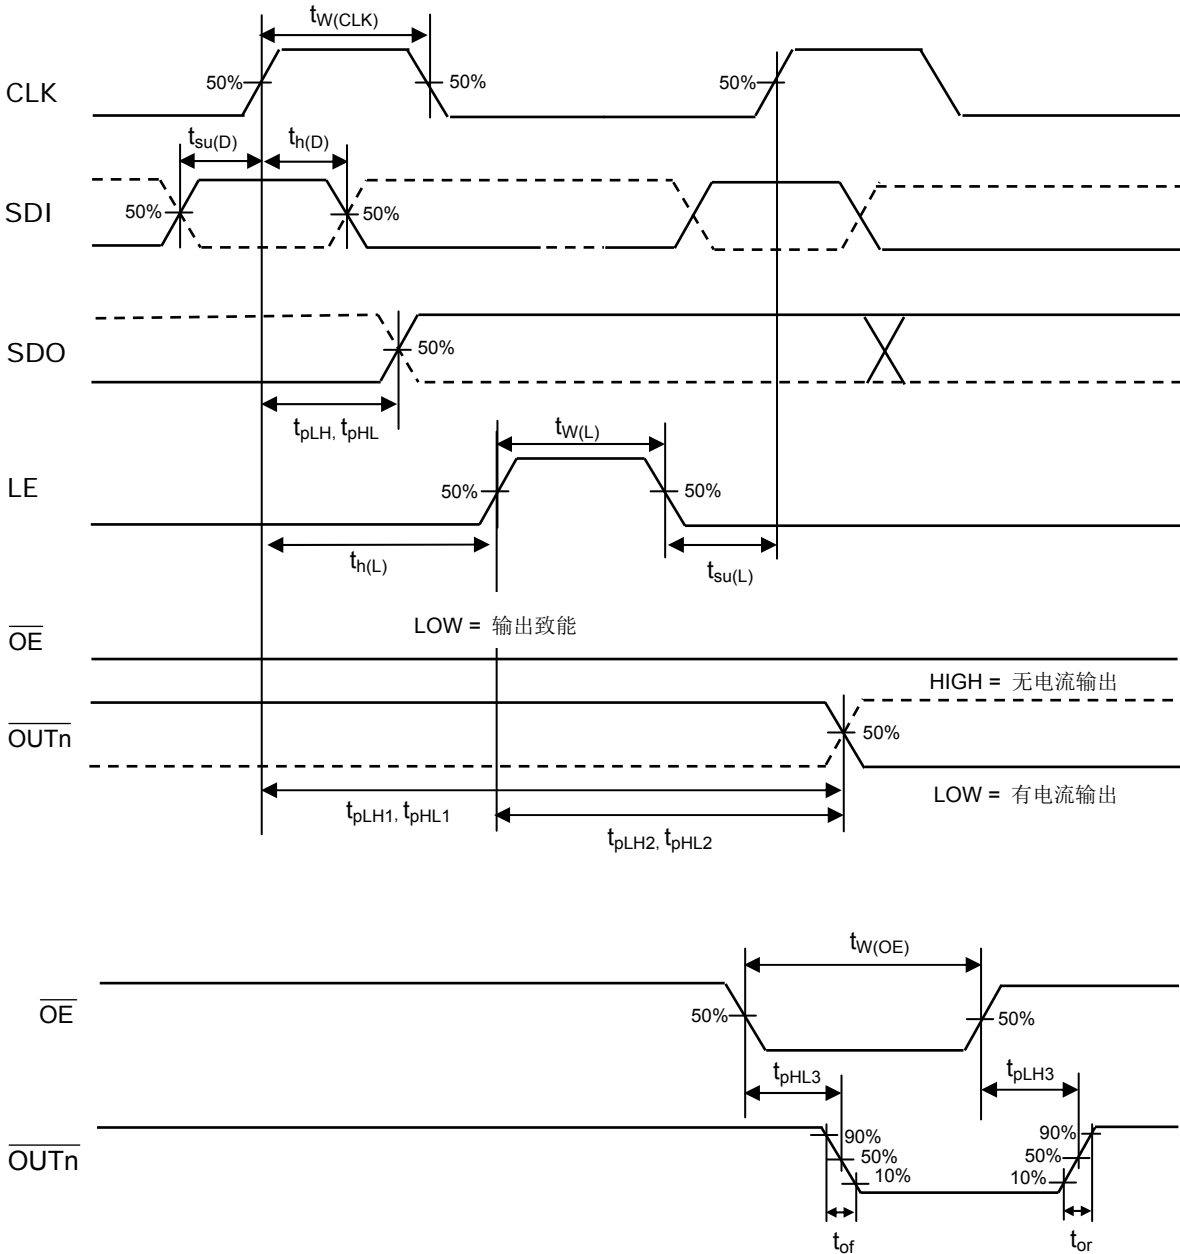 tW(CLK)
50%
50%
50%
CLK
tsu(D)
th(D)
50%
50%
SDI
50%
SDO
tpLH, tpHL
tW(L)
50%
50%
LE
th(L)
tsu(L)
LOW = 输出致能
OE
HIGH = 无电流输出
50%
OUTn
LOW = 有电流输出
tpLH1, tpHL1
tpLH2, tpHL2
tW(OE)
50%
50%
OE
tpHL3
tpLH3
90%
90%
50%
50%
OUTn
10%
10%
tof
tor